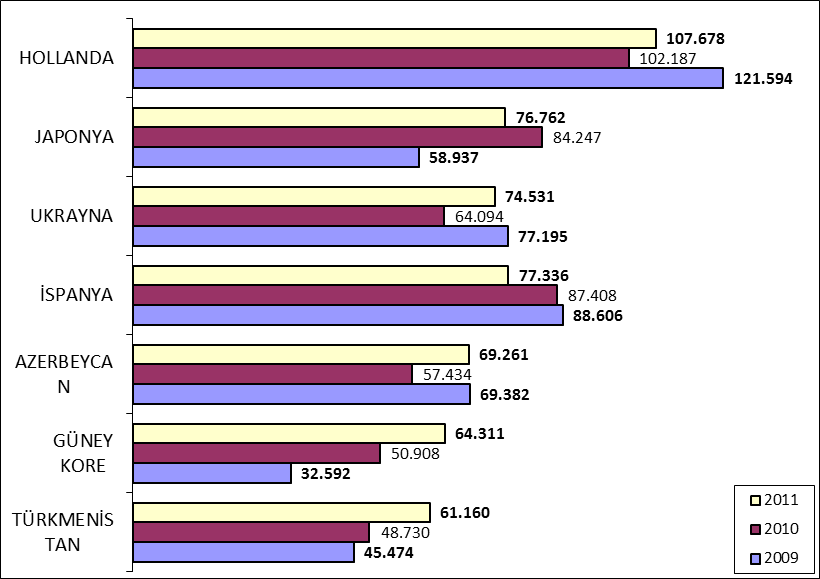 HOLLANDA
107.678
102.187
121.594
JAPONYA
76.762
84.247
58.937
UKRAYNA
74.531
64.094
77.195
İSPANYA
77.336
87.408
88.606
AZERBEYCA
N
69.261
57.434
69.382
GÜNEY
KORE
64.311
50.908
32.592
TÜRKMENİS
TAN
61.160
48.730
45.474
2011
2010
2009